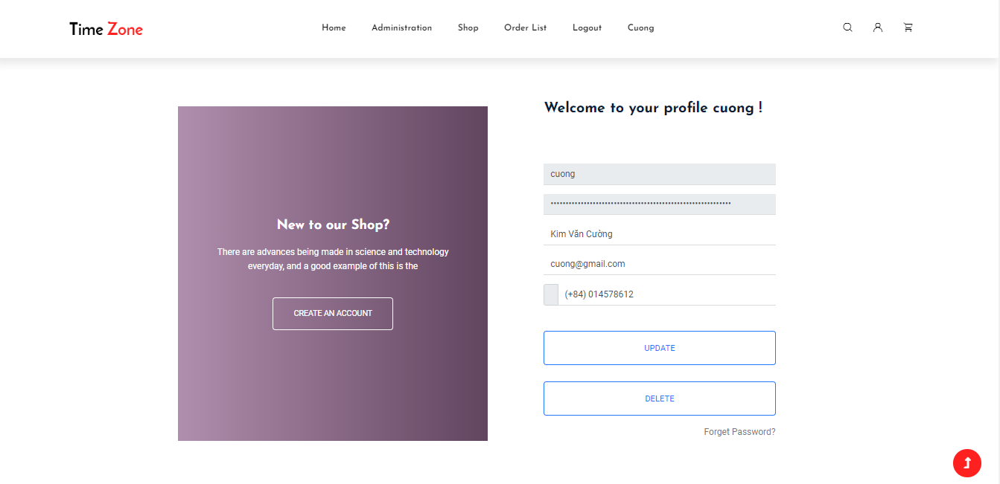 Time Zone
Home Administration Shop Order List Logout Cuong
Welcome to your profile cuong !
New to our Shop?
There are advances being made in science and technology
everyday, and a good example of this is the
CREATE AN ACCOUNT
cuong
Kim Văn Cường
cuong@gmail.com
(+84) 014578612
UPDATE
DELETE
Forget Password?